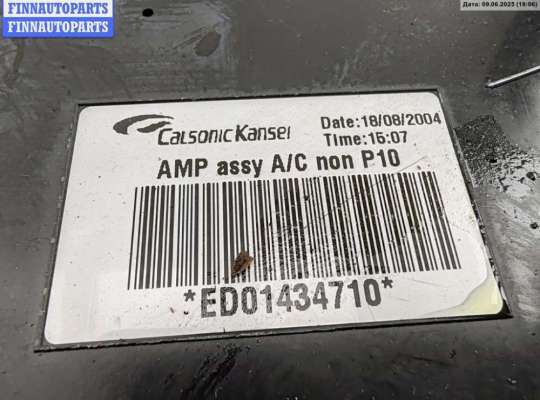 FINNAUTOPARTS
FINNAUTOPARTS
Дата: 09.06.2025 (18:06)
CalsonicKansei
Date:18/08/2004
Time:15:07
AMP assy A/C non P10
*ED01434710*